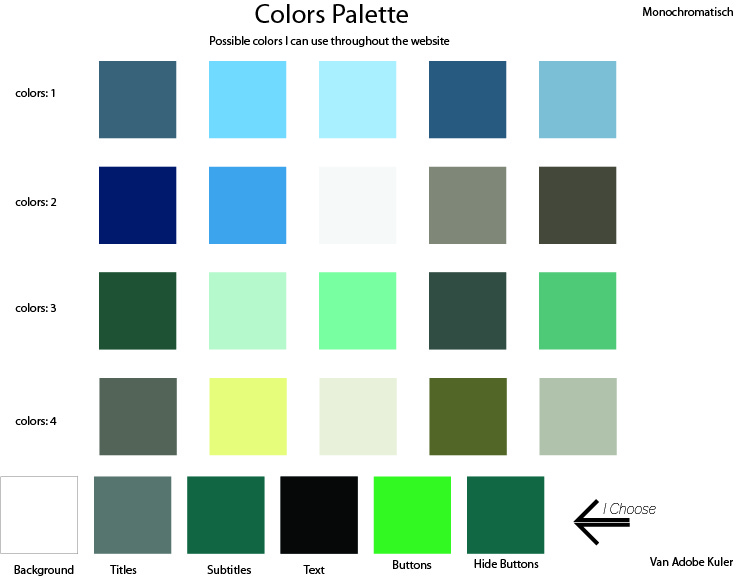 Colors Palette
Monochromatisch
Possible colors I can use throughout the website
colors: 1
colors: 2
colors: 3
colors: 4
I Choose
Background
Titles
Subtitles
Text
Buttons
Hide Buttons
Van Adobe Kuler